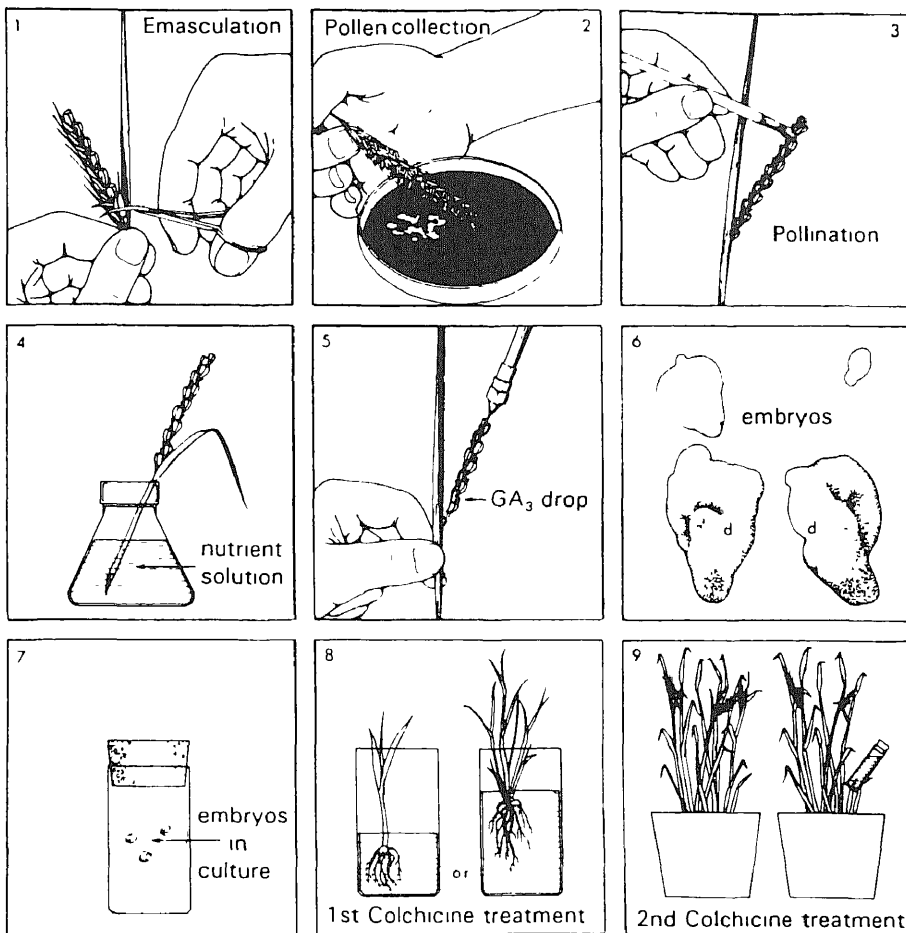 1
Emasculation
Pollen collection
2
3
Pollination
4
nutrient
solution
5
GA₃ drop
6
embryos
d
d
7
embryos
in
culture
8
or
1st Colchicine treatment
9
2nd Colchicine treatment